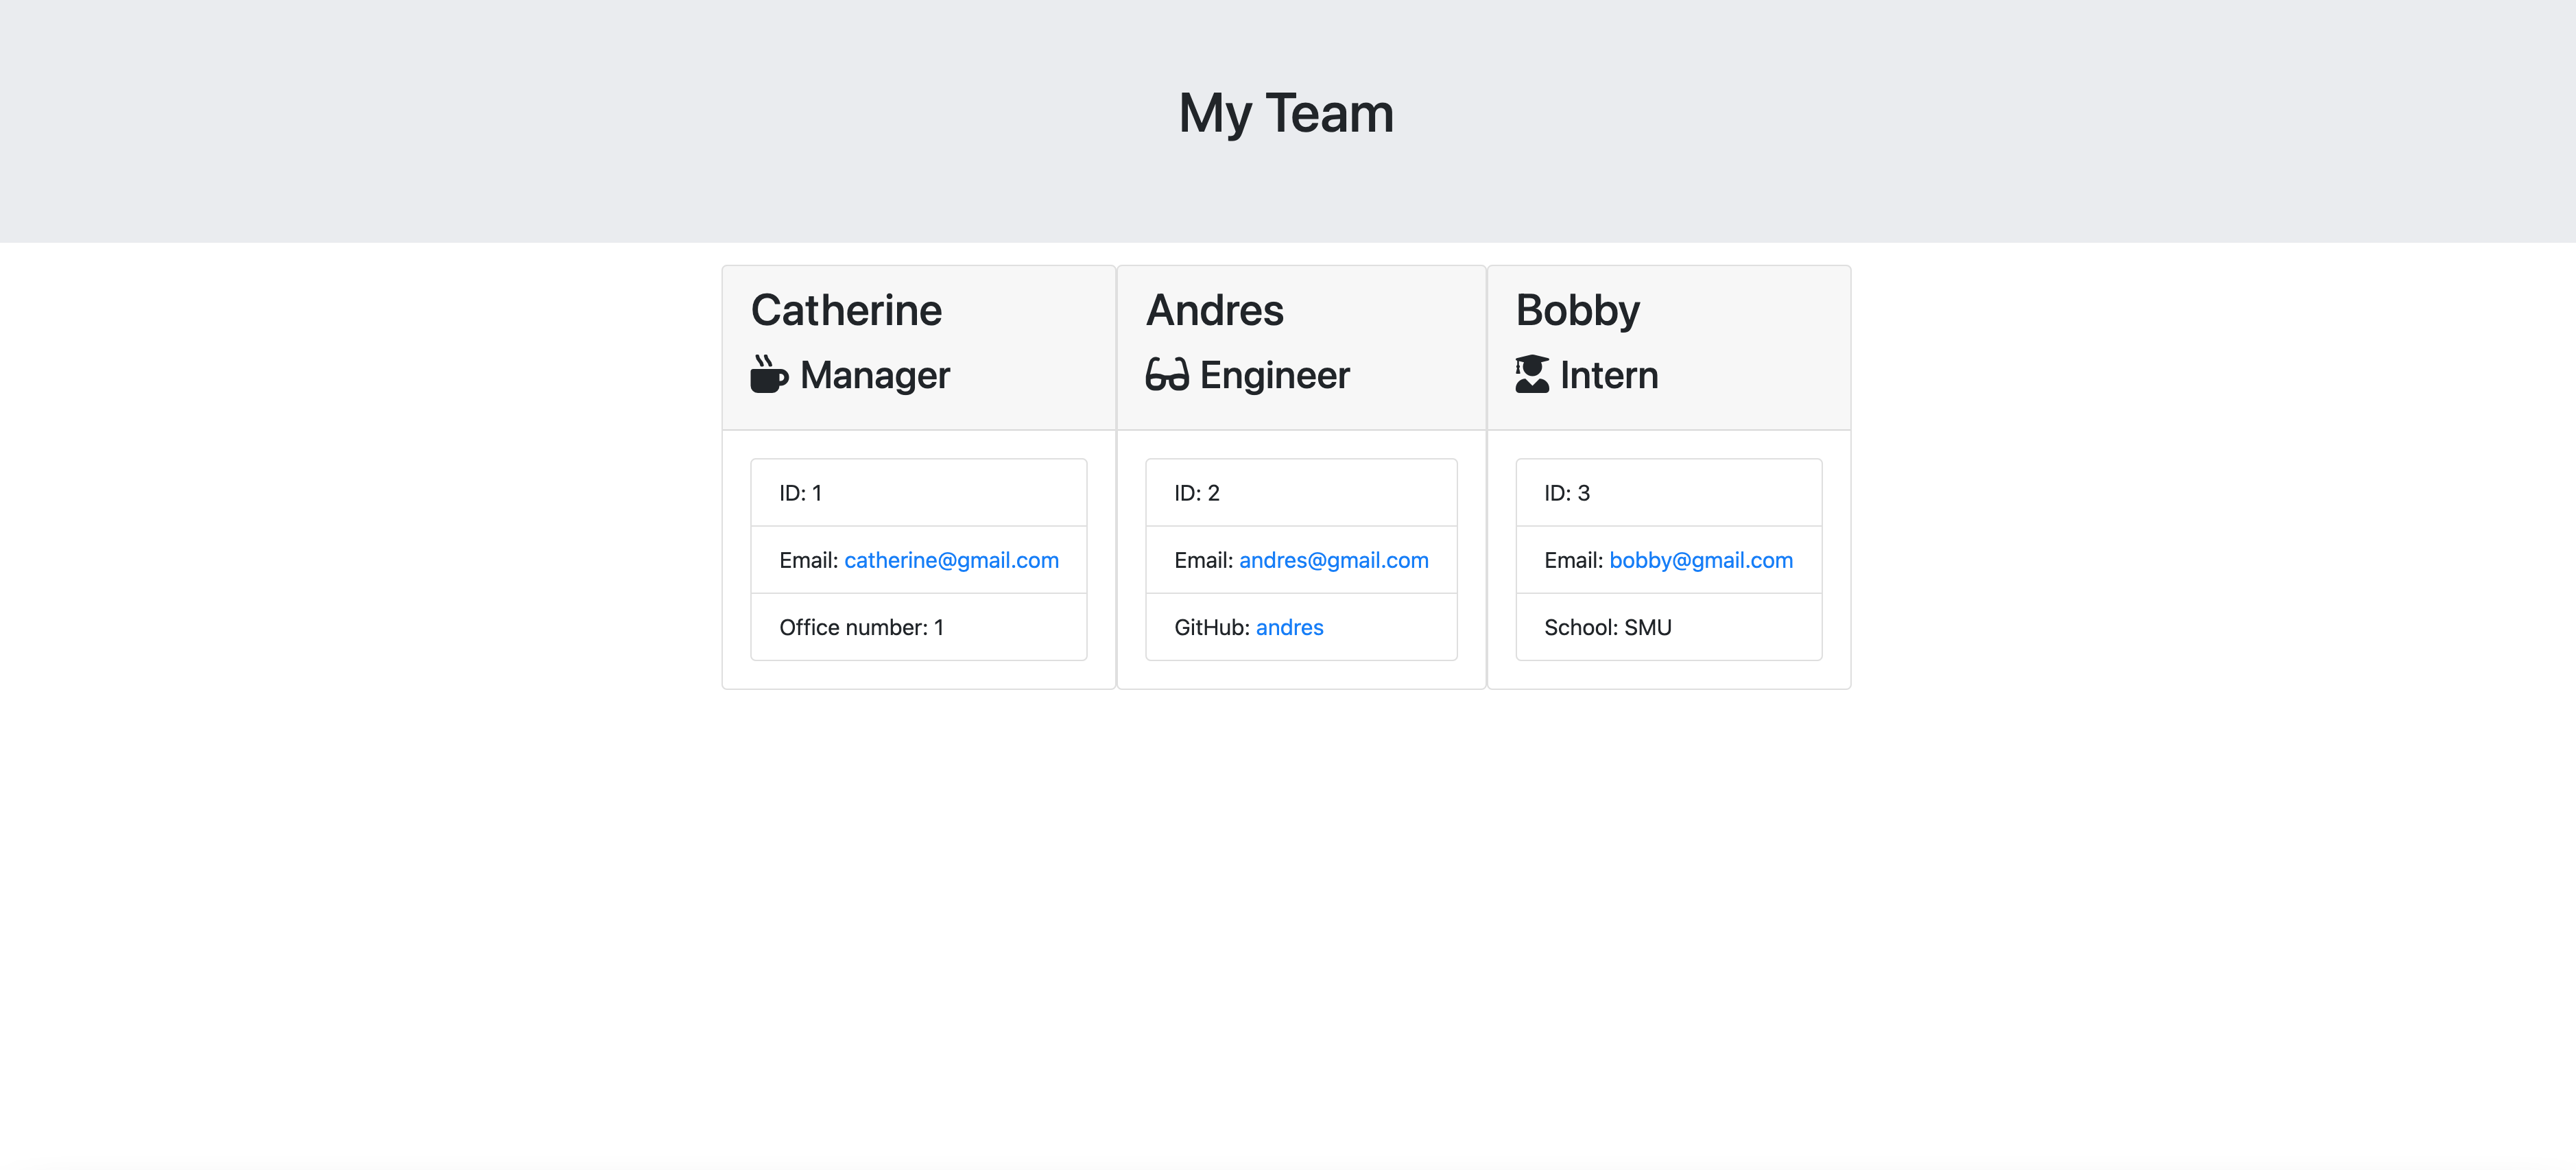 My Team
Catherine
Manager
ID: 1
Email: catherine@gmail.com
Office number: 1
Andres
Engineer
ID: 2
Email: andres@gmail.com
GitHub: andres
Bobby
Intern
ID: 3
Email: bobby@gmail.com
School: SMU